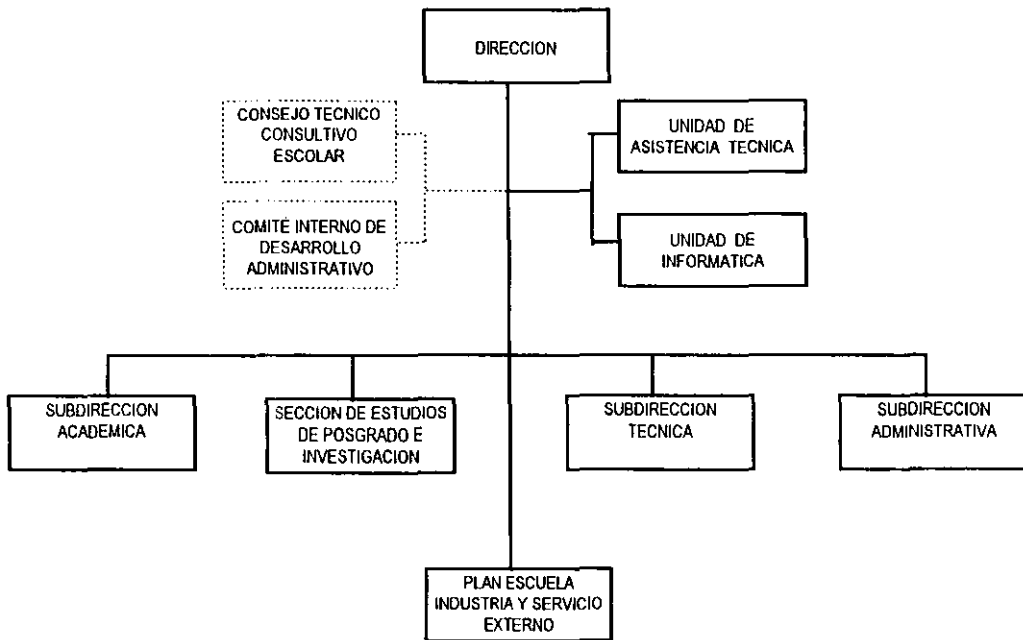 DIRECCION
CONSEJO TECNICO
CONSULTIVO
ESCOLAR
UNIDAD DE
ASISTENCIA TECNICA
COMITÉ INTERNO DE
DESARROLLO
ADMINISTRATIVO
UNIDAD DE
INFORMATICA
SUBDIRECCION
ACADEMICA
SECCION DE ESTUDIOS
DE POSGRADO E
INVESTIGACION
SUBDIRECCION
TECNICA
SUBDIRECCION
ADMINISTRATIVA
PLAN ESCUELA
INDUSTRIA Y SERVICIO
EXTERNO